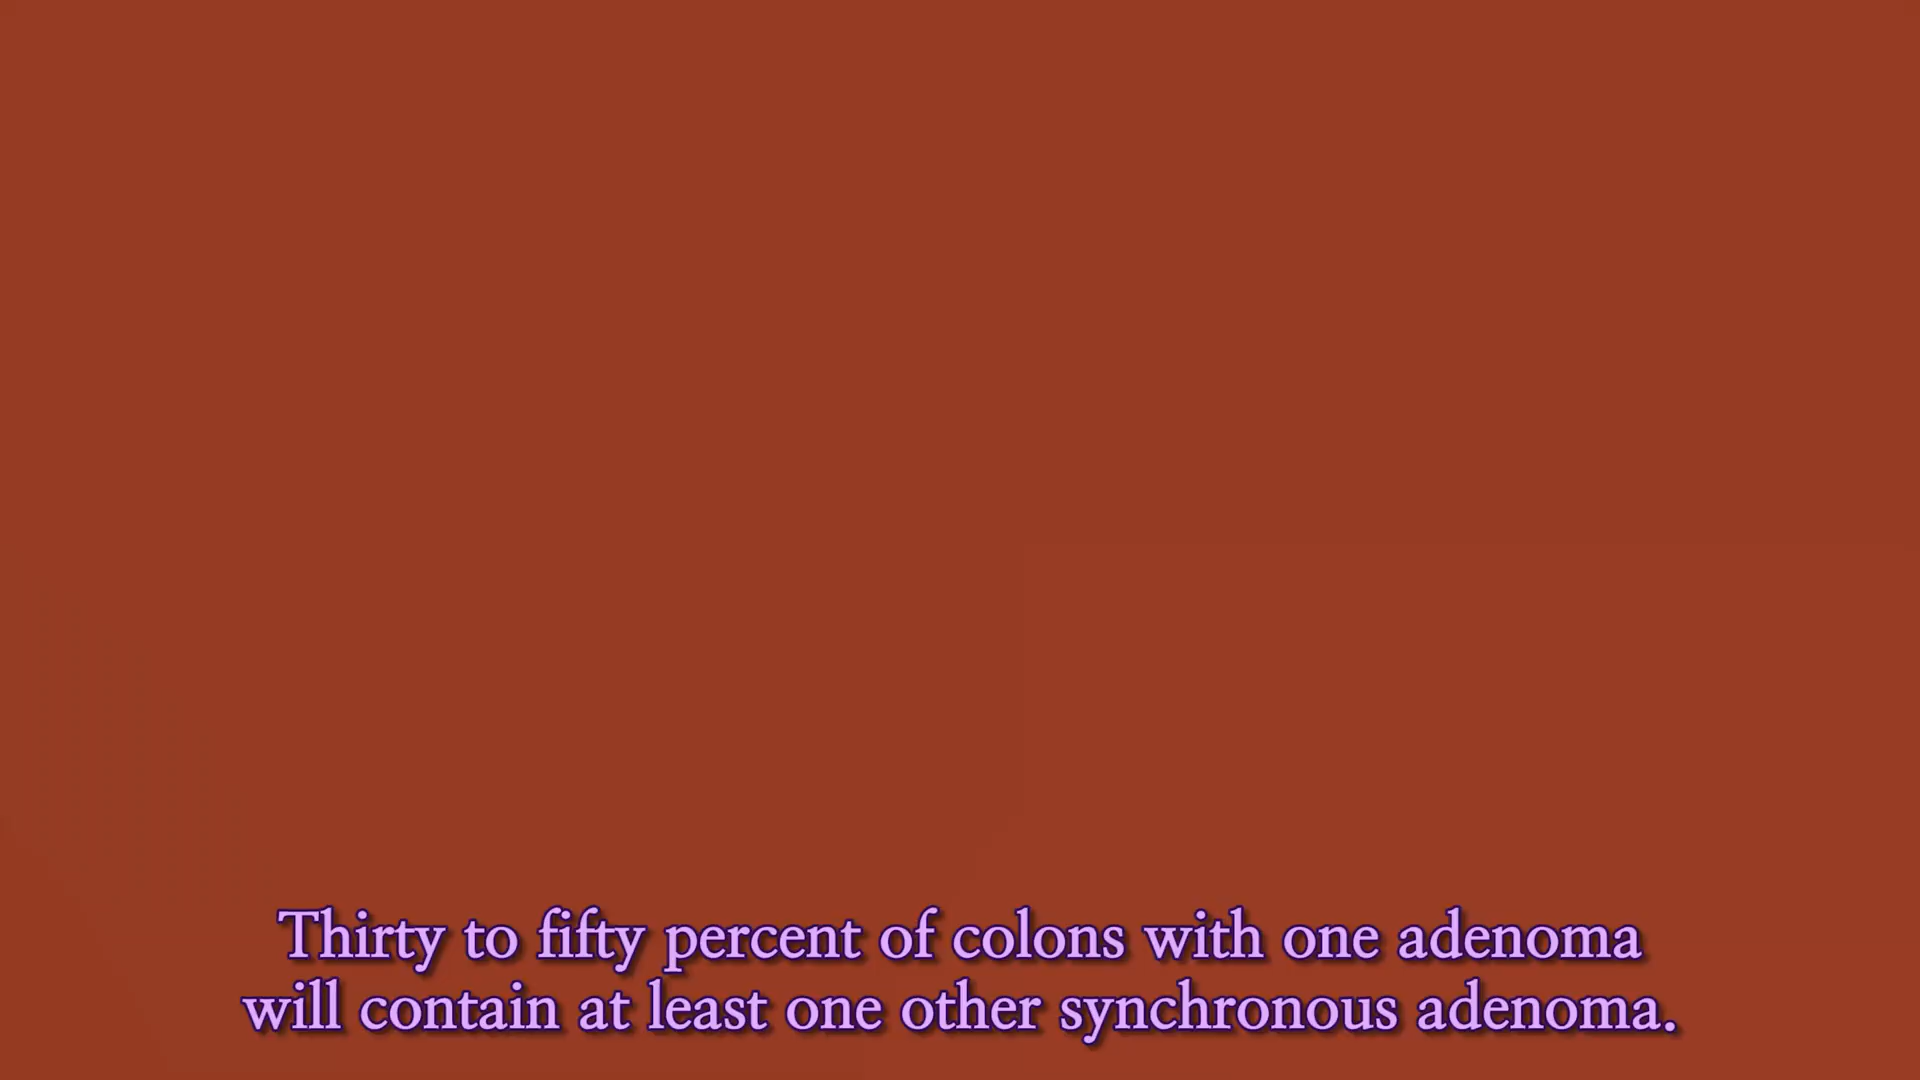 Thirty to fifty percent of colons with one adenoma
will contain at least one other synchronous adenoma.